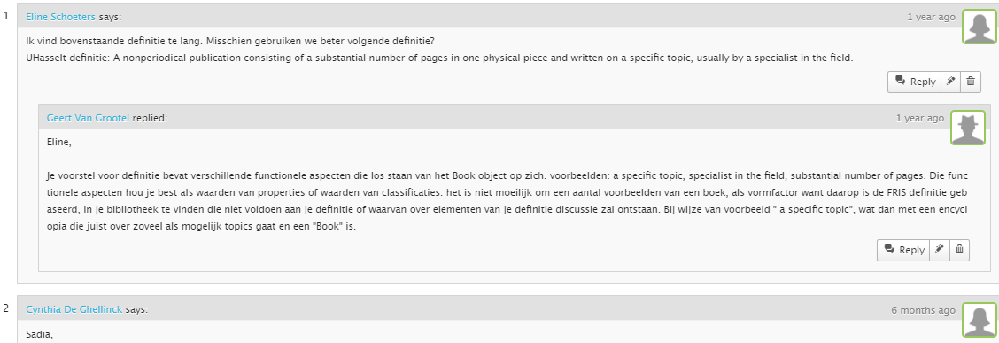 1
Eline Schoeters says:
1 year ago
Ik vind bovenstaande definitie te lang. Misschien gebruiken we beter volgende definitie?
UHasselt definitie: A nonperiodical publication consisting of a substantial number of pages in one physical piece and written on a specific topic, usually by a specialist in the field.
Reply
Geert Van Grootel replied:
1 year ago
Eline,
Je voorstel voor definitie bevat verschillende functionele aspecten die los staan van het Book object op zich. voorbeelden: a specific topic, specialist in the field, substantial number of pages. Die func
tionele aspecten hou je best als waarden van properties of waarden van classificaties. het is niet moeilijk om een aantal voorbeelden van een boek, als vormfactor want daarop is de FRIS definitie geb
aseerd, in je bibliotheek te vinden die niet voldoen aan je definitie of waarvan over elementen van je definitie discussie zal ontstaan. Bij wijze van voorbeeld " a specific topic", wat dan met een encycl
opia die juist over zoveel als mogelijk topics gaat en een "Book" is.
Reply
2
Cynthia De Ghellinck says:
6 months ago
Sadia,